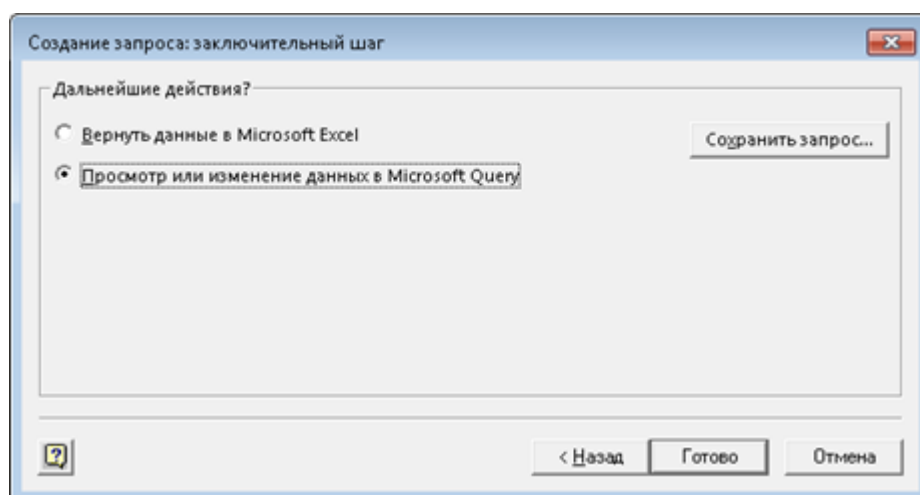 Создание запроса: заключительный шаг
Дальнейшие действия?
Вернуть данные в Microsoft Excel
Сохранить запрос...
Просмотр или изменение данных в Microsoft Query
< Назад
Готово
Отмена